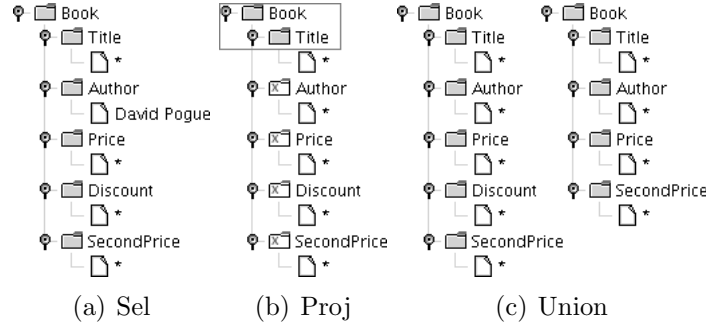 Book
Title
*
Author
David Pogue
Price
*
Discount
*
SecondPrice
*
(a) Sel
Book
Title
*
x Author
*
x Price
*
x Discount
*
x SecondPrice
*
(b) Proj
Book
Title
*
Author
*
Price
*
Discount
*
SecondPrice
*
Book
Title
*
Author
*
Price
*
SecondPrice
*
(c) Union